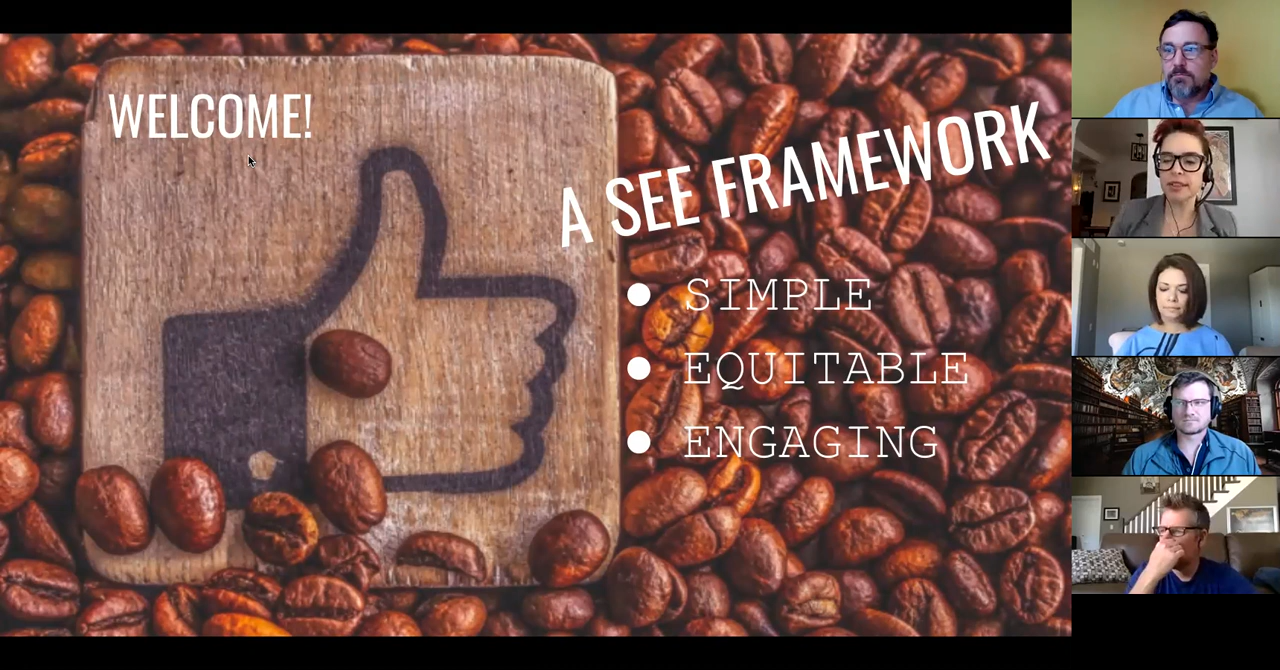 WELCOME!
A SEE FRAMEWORK
● SIMPLE
● EQUITABLE
● ENGAGING